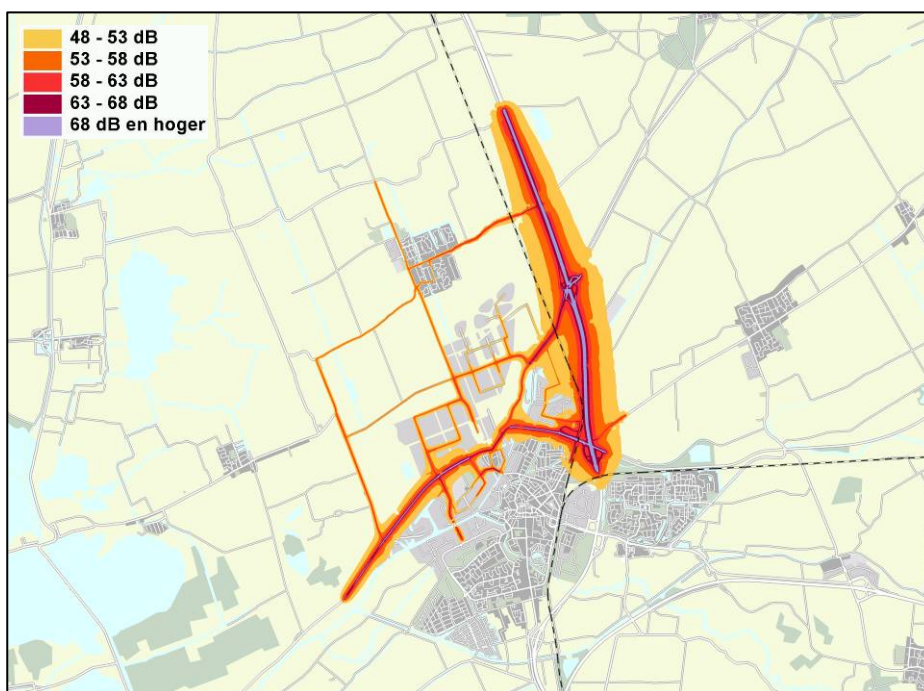 48 - 53 dB
53 - 58 dB
58 - 63 dB
63 - 68 dB
68 dB en hoger